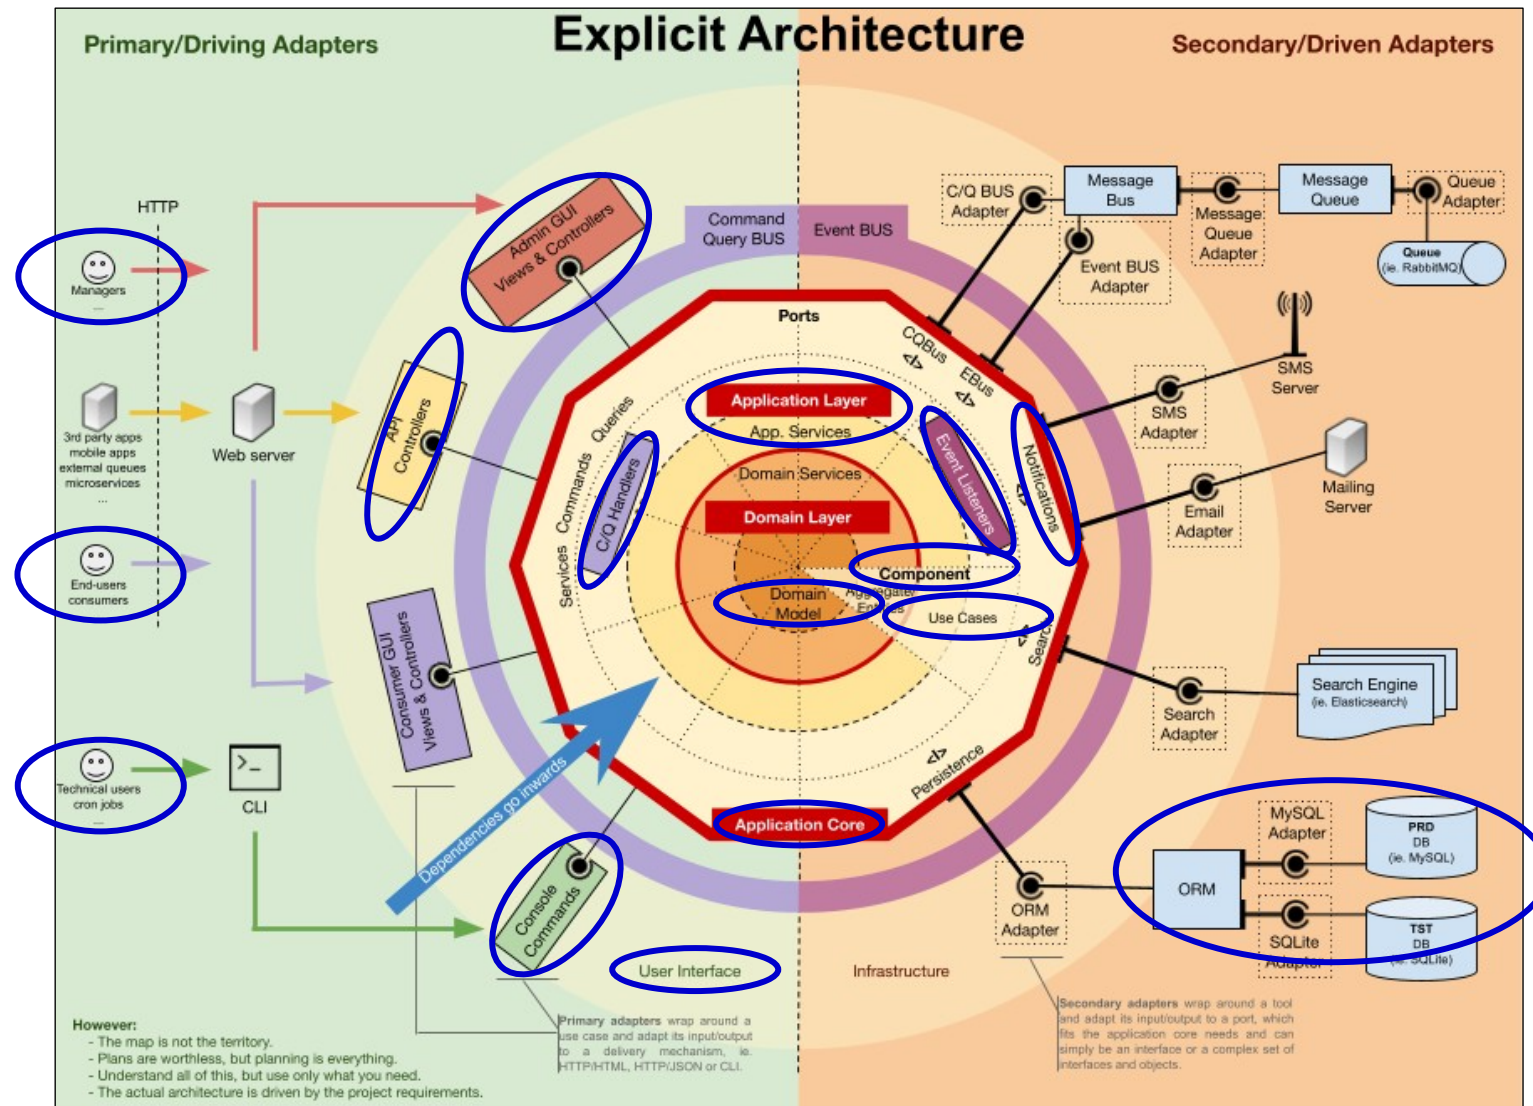 Explicit Architecture
Primary/Driving Adapters
Secondary/Driven Adapters
HTTP
Managers
...
3rd party apps
mobile apps
external queues
microservices
...
Web server
End-users
consumers
Technical users
cron jobs
...
>_
CLI
Admin GUI
Views & Controllers
API
Controllers
Consumer GUI
Views & Controllers
Console
Commands
Dependencies go inwards
Command
Query BUS
Event BUS
Ports
Services
Commands
Queries
C/Q Handlers
Application Layer
App. Services
Domain Services
Domain Layer
Domain
Model
Component
Use Cases
Event Listeners
CQBus
</>
EBus
</>
Notifications
</>
Search
</>
Persistence
</>
Application Core
C/Q BUS
Adapter
Message
Bus
Event BUS
Adapter
Message
Queue
Adapter
Message
Queue
Queue
Adapter
Queue
(ie. RabbitMQ)
SMS
Adapter
SMS
Server
Email
Adapter
Mailing
Server
Search
Adapter
Search Engine
(ie. Elasticsearch)
ORM
Adapter
ORM
MySQL
Adapter
PRD
DB
(ie. MySQL)
SQLite
Adapter
TST
DB
(ie. SQLite)
User Interface
Infrastructure
Primary adapters wrap around a
use case and adapt its input/output
to a delivery mechanism, ie.
HTTP/HTML, HTTP/JSON or CLI.
Secondary adapters wrap around a tool
and adapt its input/output to a port, which
fits the application core needs and can
simply be an interface or a complex set of
interfaces and objects.
However:
- The map is not the territory.
- Plans are worthless, but planning is everything.
- Understand all of this, but use only what you need.
- The actual architecture is driven by the project requirements.